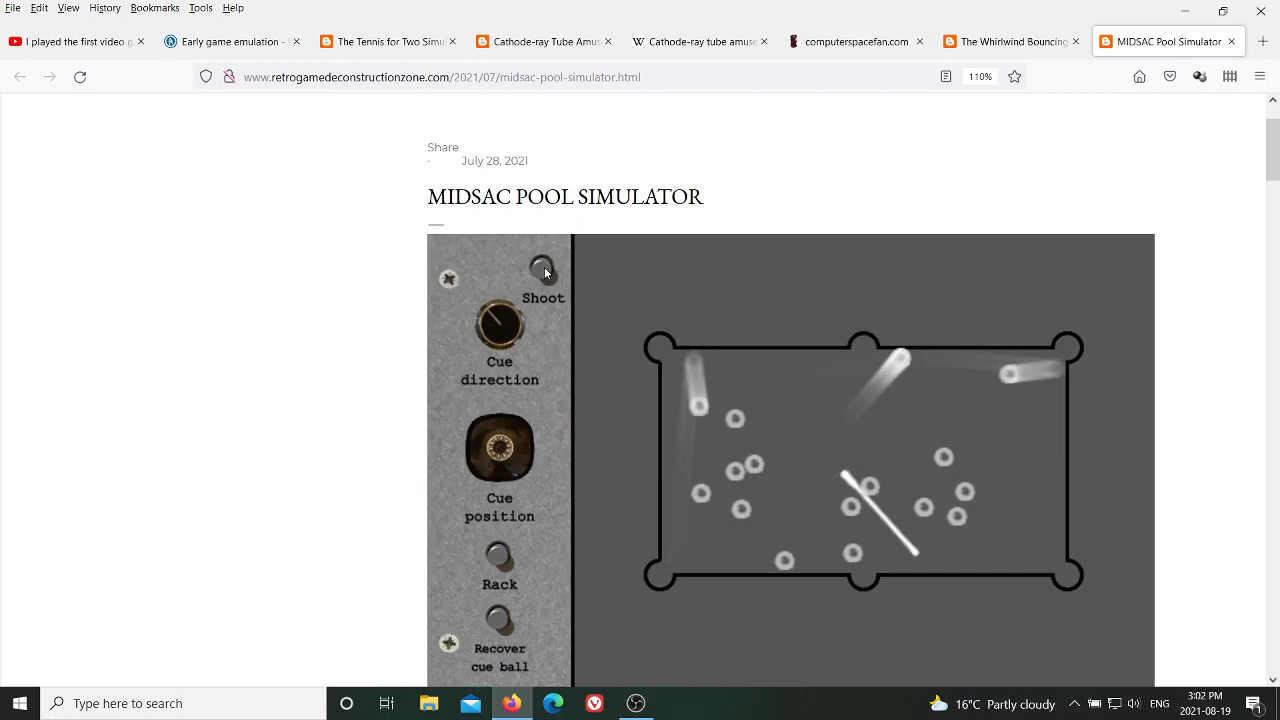 File Edit View History Bookmarks Tools Help
I played the first video g
Early game emulation -
The Tennis for Two Simul
Cathode-ray Tube Amus
Cathode-ray tube amuse
computerspacefan.com
The Whirlwind Bouncing
MIDSAC Pool Simulator
www.retrogamedeconstructionzone.com/2021/07/midsac-pool-simulator.html
110%
Share
· July 28, 2021
MIDSAC POOL SIMULATOR
Shoot
Cue
direction
Cue
position
Rack
Recover
cue ball
Type here to search
16°C Partly cloudy
3:02 PM
2021-08-19